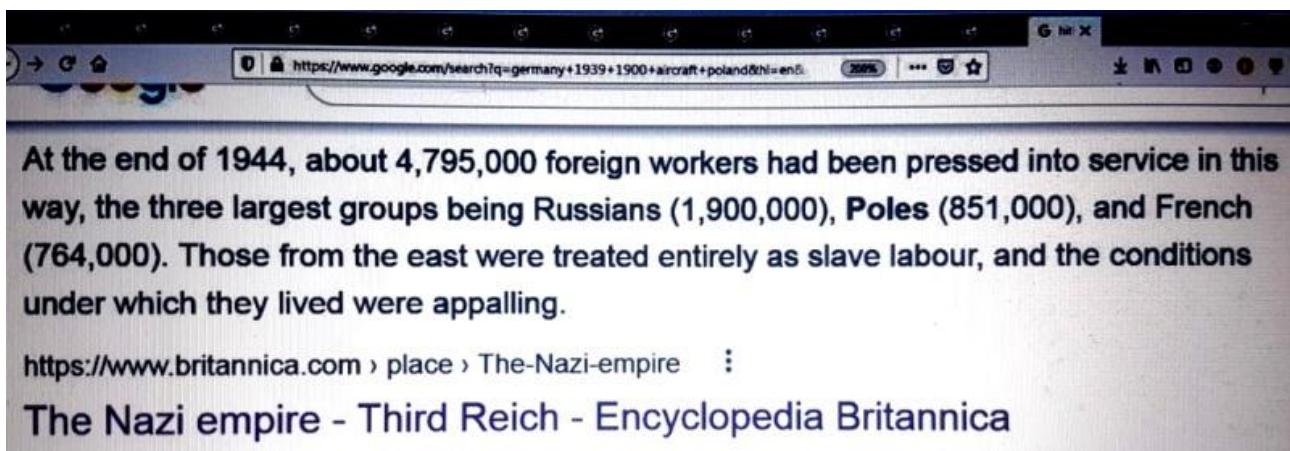 G hit
https://www.google.com/search?q=germany+1939+1900+aircraft+poland&hl=en&
200%
Google
At the end of 1944, about 4,795,000 foreign workers had been pressed into service in this
way, the three largest groups being Russians (1,900,000), Poles (851,000), and French
(764,000). Those from the east were treated entirely as slave labour, and the conditions
under which they lived were appalling.
https://www.britannica.com › place › The-Nazi-empire
The Nazi empire - Third Reich - Encyclopedia Britannica